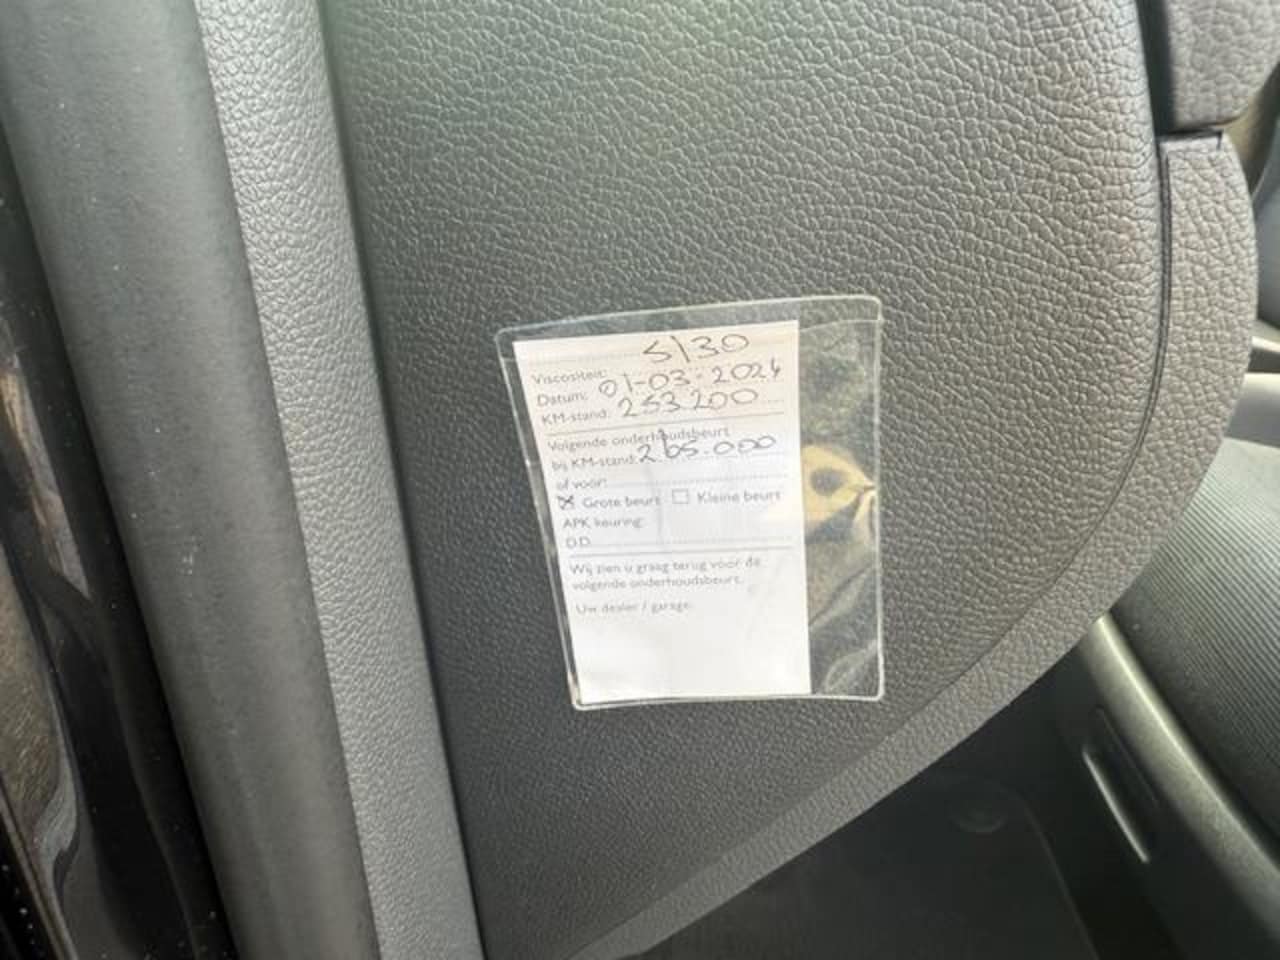 5/30
Viscositeit:
Datum: 01-03-2024
KM-stand: 253200
Volgende onderhoudsbeurt
bij KM-stand: 265.000
of voor:
Grote beurt Kleine beurt
APK keuring:
D.D.
Wij zien u graag terug voor de
volgende onderhoudsbeurt.
Uw dealer / garage: